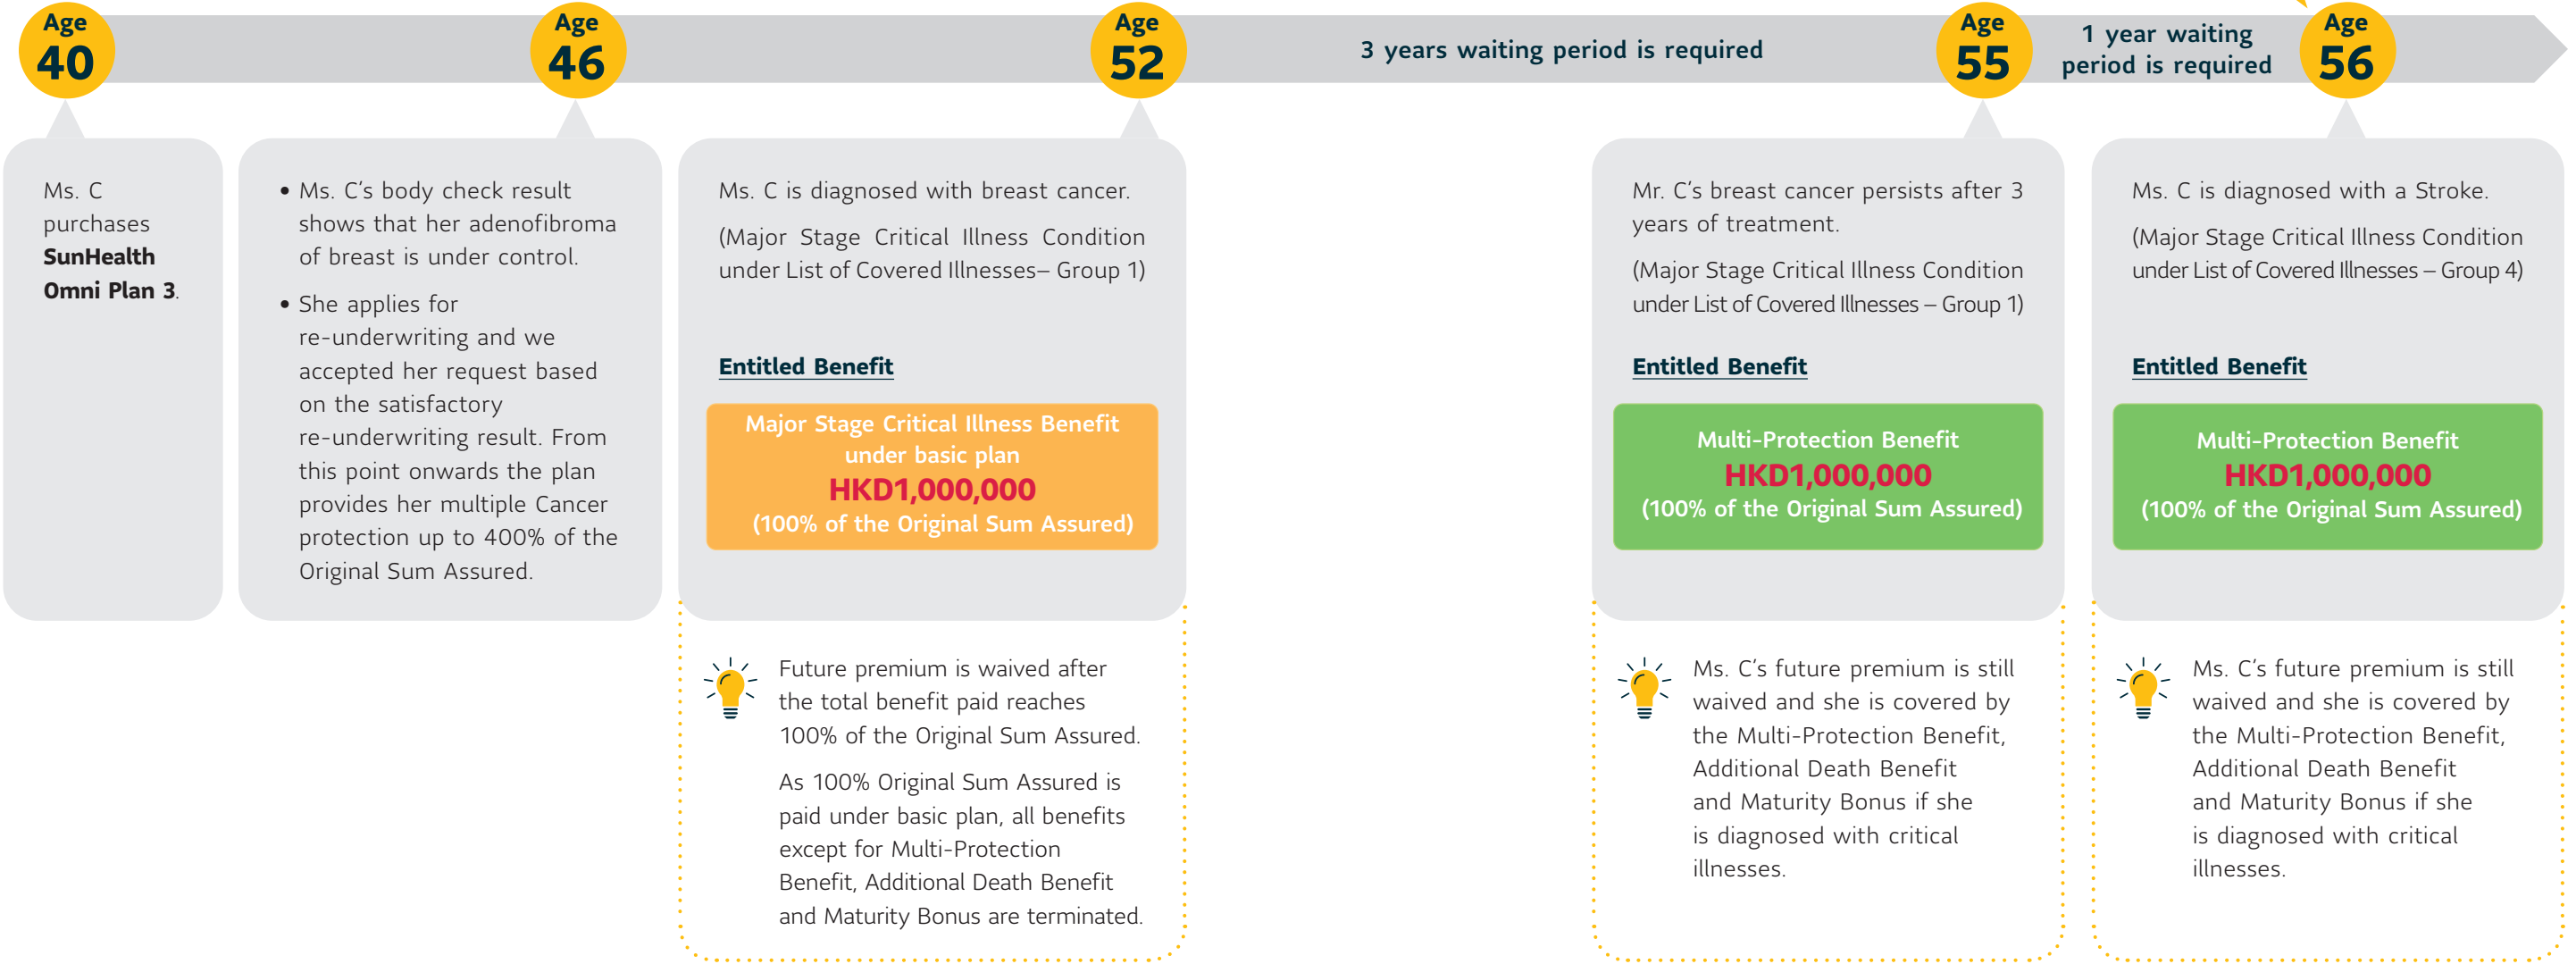 Age
40
Age
46
Age
52
3 years waiting period is required
Age
55
1 year waiting
period is required
Age
56
Ms. C
purchases
SunHealth
Omni Plan 3.
• Ms. C's body check result
shows that her adenofibroma
of breast is under control.
• She applies for
re-underwriting and we
accepted her request based
on the satisfactory
re-underwriting result. From
this point onwards the plan
provides her multiple Cancer
protection up to 400% of the
Original Sum Assured.
Ms. C is diagnosed with breast cancer.
(Major Stage Critical Illness Condition
under List of Covered Illnesses– Group 1)
Entitled Benefit
Major Stage Critical Illness Benefit
under basic plan
HKD1,000,000
(100% of the Original Sum Assured)
Future premium is waived after
the total benefit paid reaches
100% of the Original Sum Assured.
As 100% Original Sum Assured is
paid under basic plan, all benefits
except for Multi-Protection
Benefit, Additional Death Benefit
and Maturity Bonus are terminated.
Mr. C's breast cancer persists after 3
years of treatment.
(Major Stage Critical Illness Condition
under List of Covered Illnesses – Group 1)
Entitled Benefit
Multi-Protection Benefit
HKD1,000,000
(100% of the Original Sum Assured)
Ms. C's future premium is still
waived and she is covered by
the Multi-Protection Benefit,
Additional Death Benefit
and Maturity Bonus if she
is diagnosed with critical
illnesses.
Ms. C is diagnosed with a Stroke.
(Major Stage Critical Illness Condition
under List of Covered Illnesses – Group 4)
Entitled Benefit
Multi-Protection Benefit
HKD1,000,000
(100% of the Original Sum Assured)
Ms. C's future premium is still
waived and she is covered by
the Multi-Protection Benefit,
Additional Death Benefit
and Maturity Bonus if she
is diagnosed with critical
illnesses.